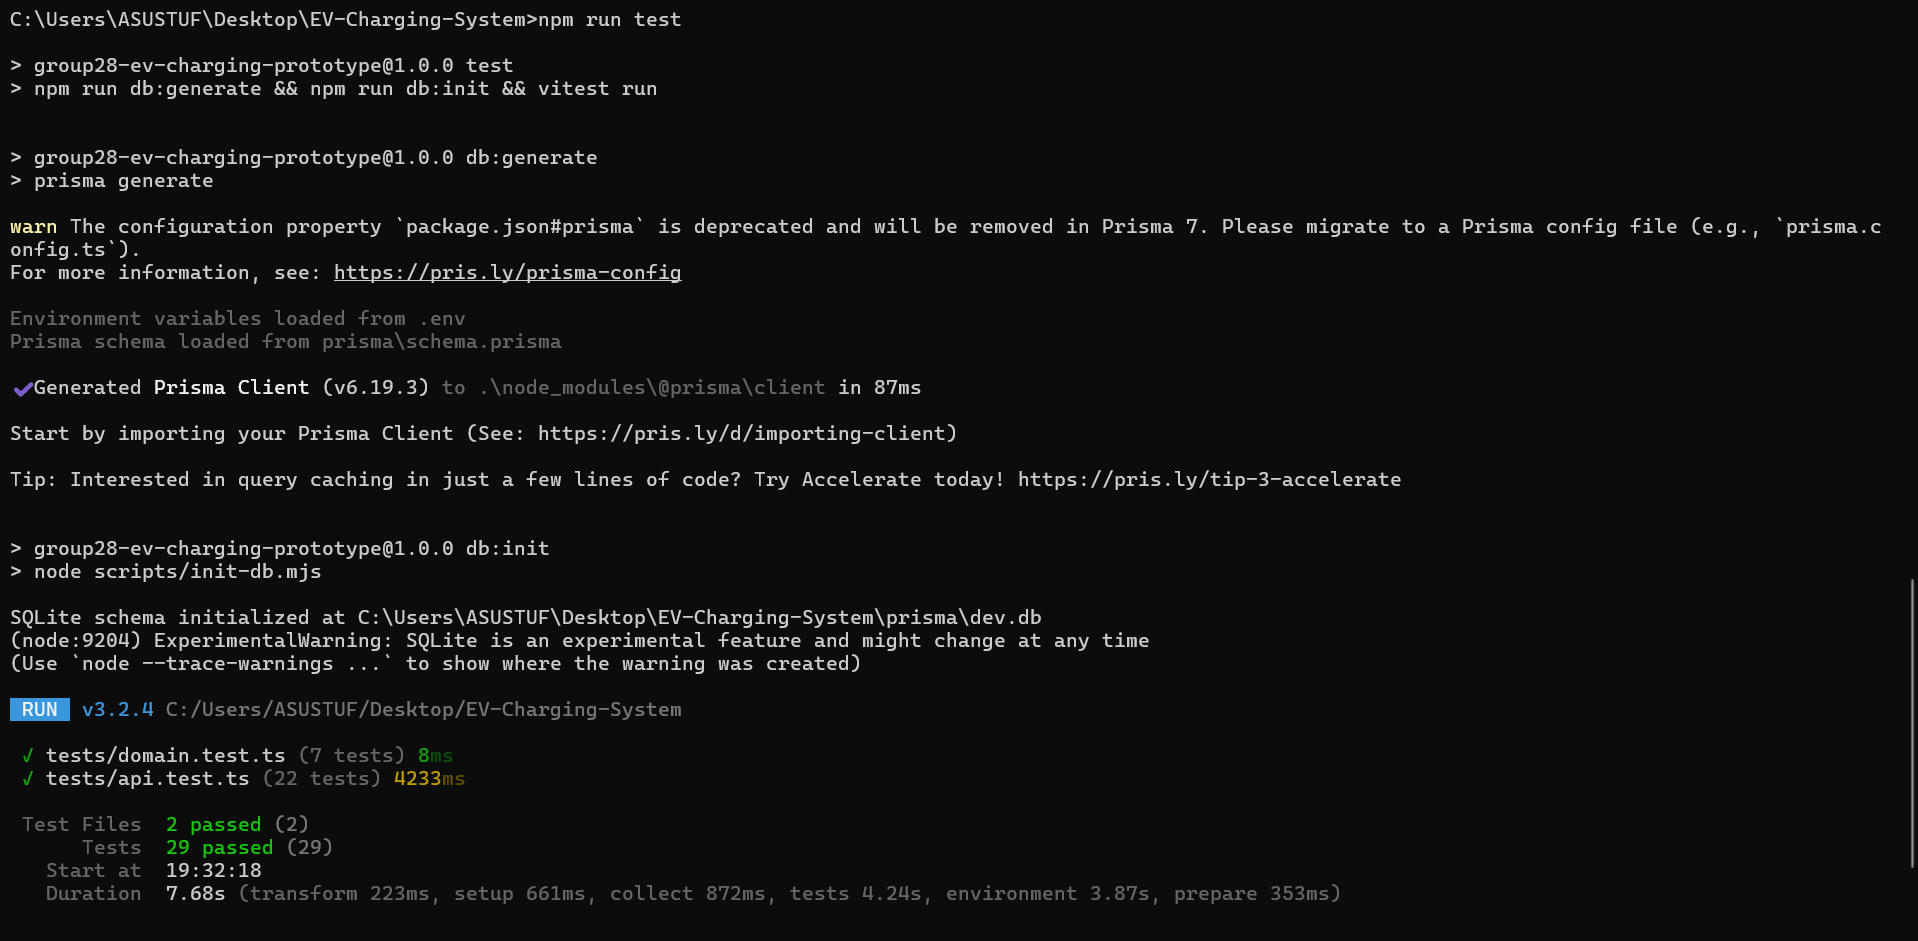 C:\Users\ASUSTUF\Desktop\EV-Charging-System>npm run test
> group28-ev-charging-prototype@1.0.0 test
> npm run db:generate && npm run db:init && vitest run
> group28-ev-charging-prototype@1.0.0 db:generate
> prisma generate
warn The configuration property `package.json#prisma` is deprecated and will be removed in Prisma 7. Please migrate to a Prisma config file (e.g., `prisma.c
onfig.ts`).
For more information, see: https://pris.ly/prisma-config
Environment variables loaded from .env
Prisma schema loaded from prisma\schema.prisma
✔Generated Prisma Client (v6.19.3) to .\node_modules\@prisma\client in 87ms
Start by importing your Prisma Client (See: https://pris.ly/d/importing-client)
Tip: Interested in query caching in just a few lines of code? Try Accelerate today! https://pris.ly/tip-3-accelerate
> group28-ev-charging-prototype@1.0.0 db:init
> node scripts/init-db.mjs
SQLite schema initialized at C:\Users\ASUSTUF\Desktop\EV-Charging-System\prisma\dev.db
(node:9204) ExperimentalWarning: SQLite is an experimental feature and might change at any time
(Use `node --trace-warnings ...` to show where the warning was created)
RUN v3.2.4 C:/Users/ASUSTUF/Desktop/EV-Charging-System
✓ tests/domain.test.ts (7 tests) 8ms
✓ tests/api.test.ts (22 tests) 4233ms
Test Files 2 passed (2)
Tests 29 passed (29)
Start at 19:32:18
Duration 7.68s (transform 223ms, setup 661ms, collect 872ms, tests 4.24s, environment 3.87s, prepare 353ms)